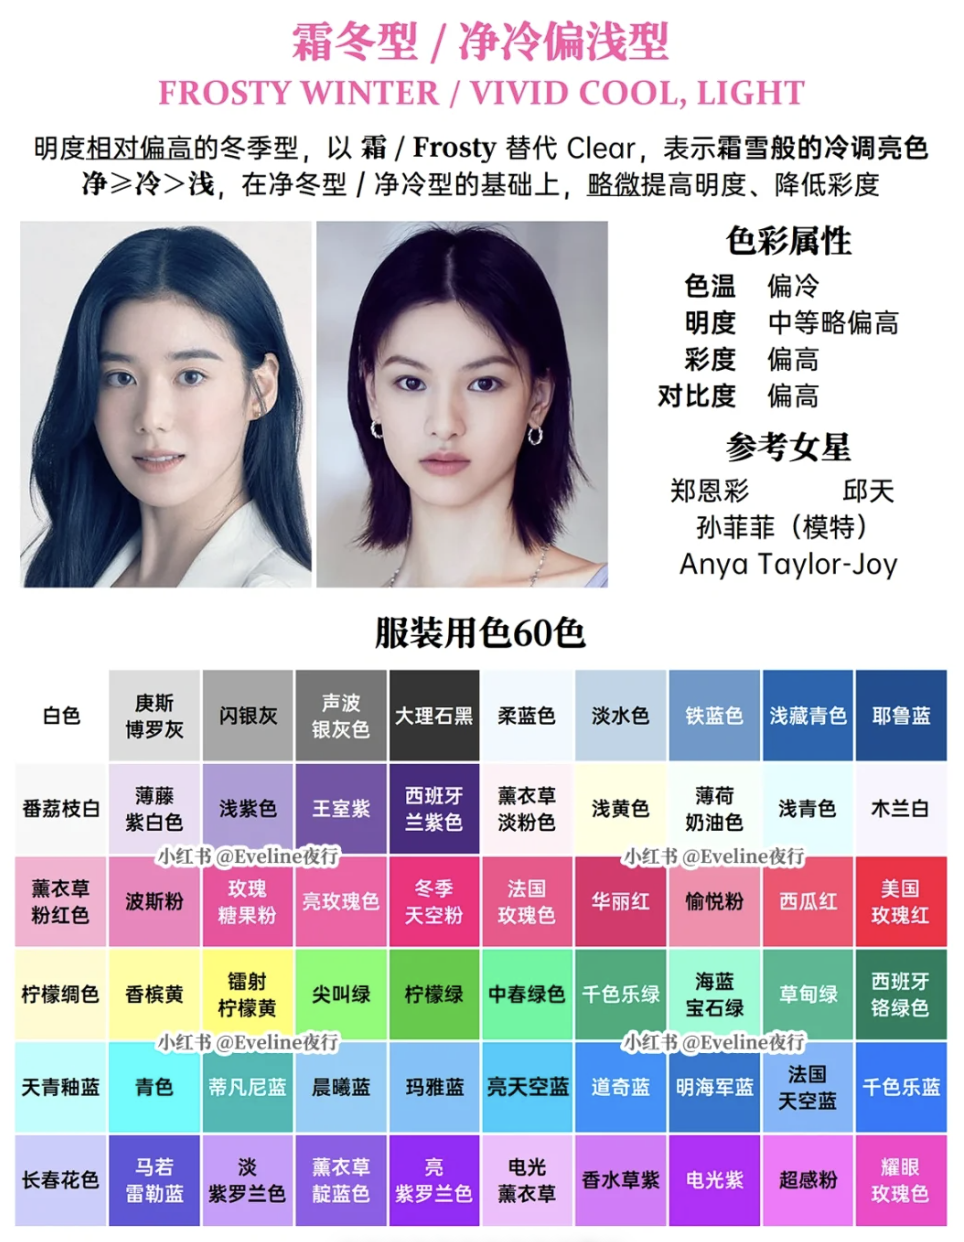 霜冬型 / 净冷偏浅型
FROSTY WINTER / VIVID COOL, LIGHT
明度相对偏高的冬季型，以 霜 / Frosty 替代 Clear，表示霜雪般的冷调亮色
净≥冷＞浅，在净冬型 / 净冷型的基础上，略微提高明度、降低彩度
色彩属性
色温 偏冷
明度 中等略偏高
彩度 偏高
对比度 偏高
参考女星
郑恩彩 邱天
孙菲菲（模特）
Anya Taylor-Joy
服装用色60色
白色 庚斯博罗灰 闪银灰 声波银灰色 大理石黑 柔蓝色 淡水色 铁蓝色 浅藏青色 耶鲁蓝
番荔枝白 薄藤紫白色 浅紫色 王室紫 西班牙兰紫色 薰衣草淡粉色 浅黄色 薄荷奶油色 浅青色 木兰白
小红书 @Eveline夜行 小红书 @Eveline夜行
薰衣草粉红色 波斯粉 玫瑰糖果粉 亮玫瑰色 冬季天空粉 法国玫瑰色 华丽红 愉悦粉 西瓜红 美国玫瑰红
柠檬绸色 香槟黄 镭射柠檬黄 尖叫绿 柠檬绿 中春绿色 千色乐绿 海蓝宝石绿 草甸绿 西班牙铬绿色
小红书 @Eveline夜行 小红书 @Eveline夜行
天青釉蓝 青色 蒂凡尼蓝 晨曦蓝 玛雅蓝 亮天空蓝 道奇蓝 明海军蓝 法国天空蓝 千色乐蓝
长春花色 马若雷勒蓝 淡紫罗兰色 薰衣草靛蓝色 亮紫罗兰色 电光薰衣草 香水草紫 电光紫 超感粉 耀眼玫瑰色